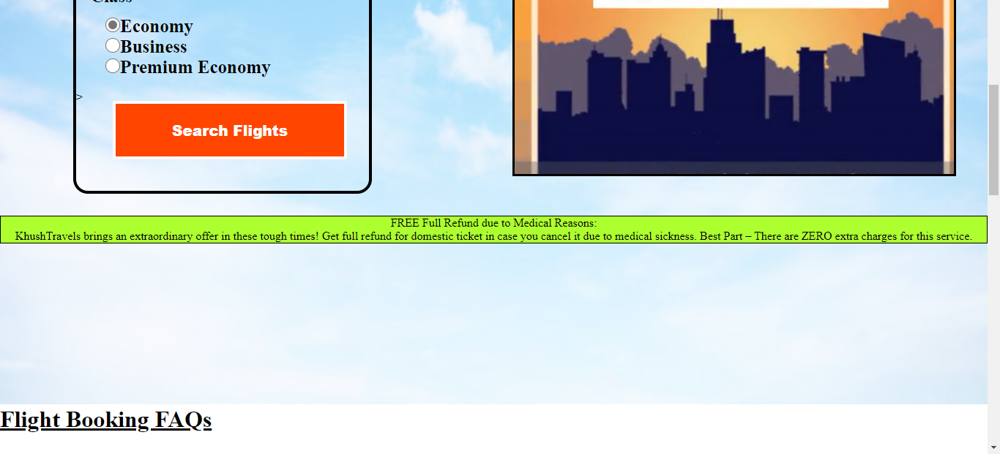 Class
Economy
Business
Premium Economy
>
Search Flights
FREE Full Refund due to Medical Reasons:
KhushTravels brings an extraordinary offer in these tough times! Get full refund for domestic ticket in case you cancel it due to medical sickness. Best Part – There are ZERO extra charges for this service.
Flight Booking FAQs